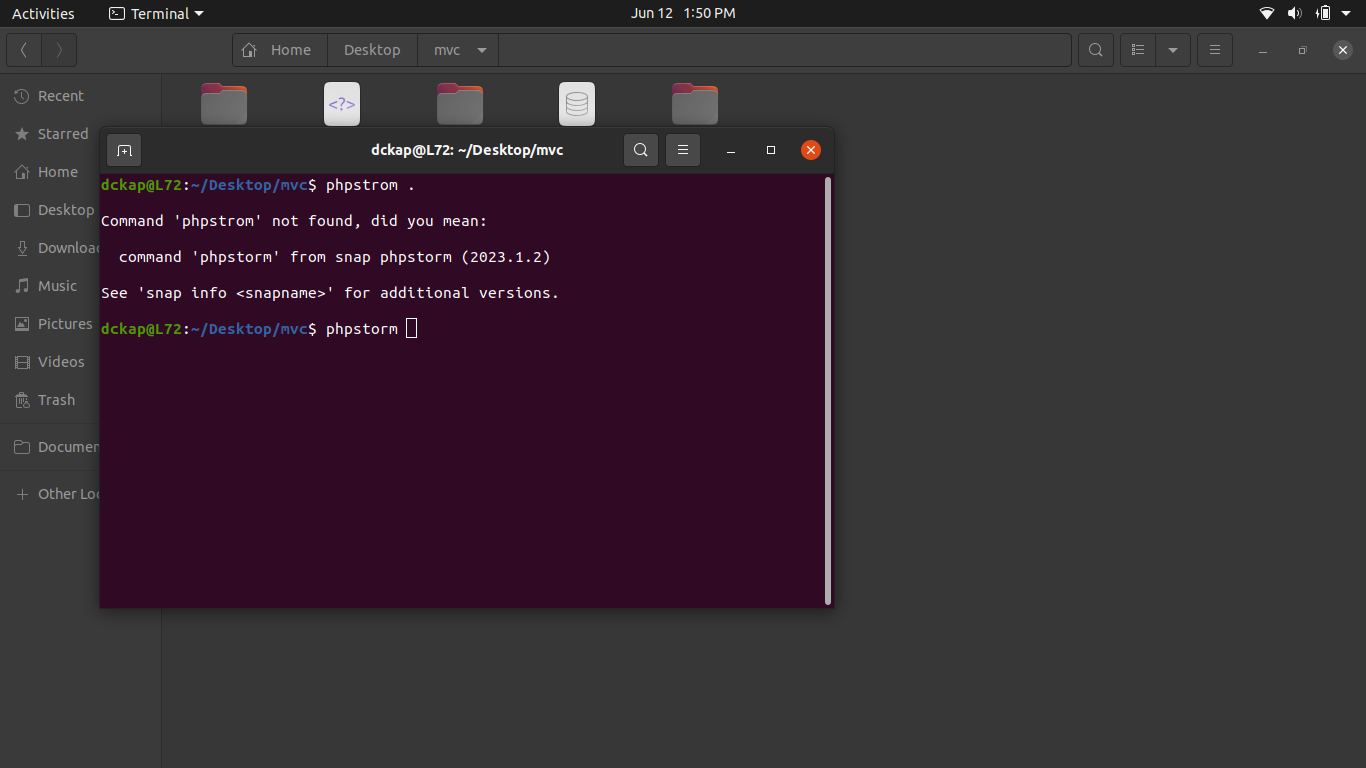 Activities
Terminal
Jun 12 1:50 PM
Home
Desktop
mvc
Recent
Starred
Home
Desktop
Downloa
Music
Pictures
Videos
Trash
Documen
Other Loc
<?>
dckap@L72: ~/Desktop/mvc
dckap@L72:~/Desktop/mvc$ phpstrom .
Command 'phpstrom' not found, did you mean:
command 'phpstorm' from snap phpstorm (2023.1.2)
See 'snap info <snapname>' for additional versions.
dckap@L72:~/Desktop/mvc$ phpstorm